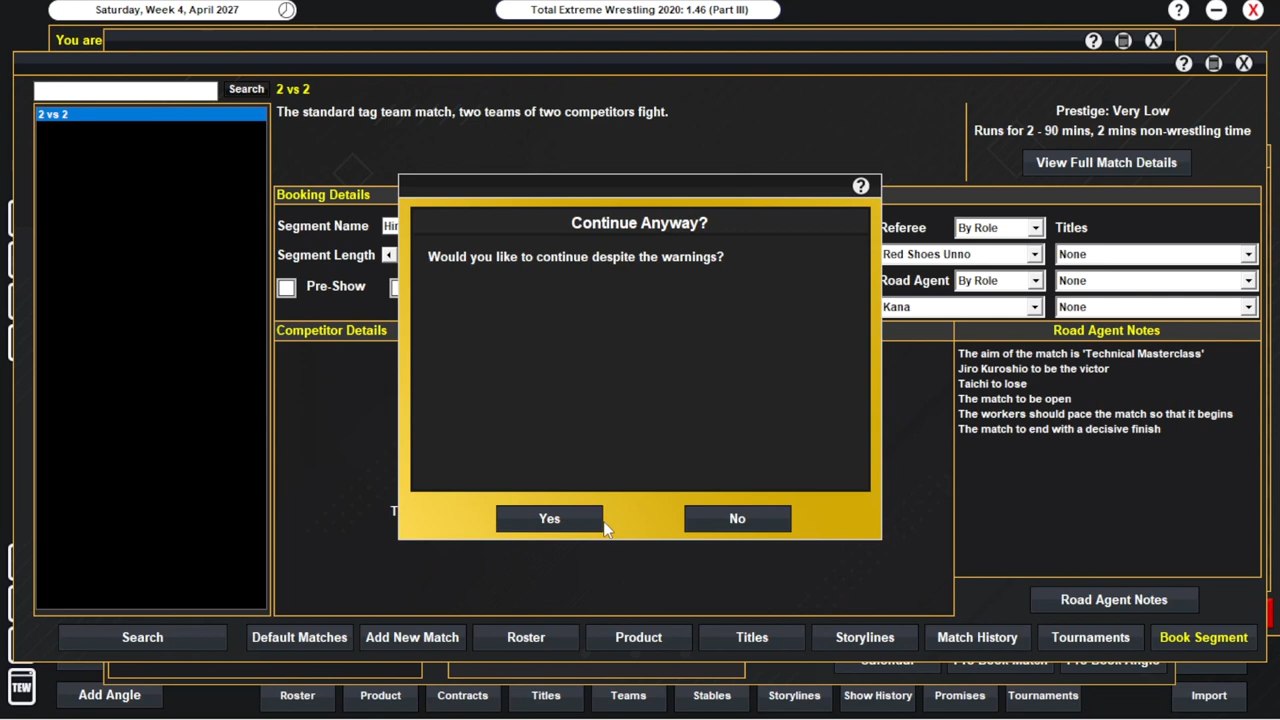 Saturday, Week 4, April 2027
Total Extreme Wrestling 2020: 1.46 (Part III)
You are
Search
2 vs 2
2 vs 2
The standard tag team match, two teams of two competitors fight.
Prestige: Very Low
Runs for 2 - 90 mins, 2 mins non-wrestling time
View Full Match Details
Booking Details
Segment Name
Segment Length
Pre-Show
Continue Anyway?
Would you like to continue despite the warnings?
Yes
No
Referee
By Role
Titles
Red Shoes Unno
None
Road Agent
By Role
None
Kana
None
Competitor Details
Road Agent Notes
The aim of the match is 'Technical Masterclass'
Jiro Kuroshio to be the victor
Taichi to lose
The match to be open
The workers should pace the match so that it begins
The match to end with a decisive finish
Road Agent Notes
Search
Default Matches
Add New Match
Roster
Product
Titles
Storylines
Match History
Tournaments
Book Segment
Calendar
Pre Book Match
Pre Book Angle
TEW
Add Angle
Roster
Product
Contracts
Titles
Teams
Stables
Storylines
Show History
Promises
Tournaments
Import